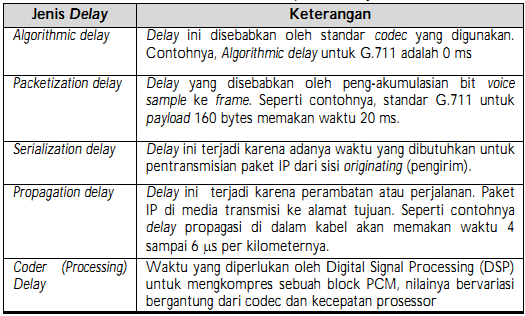 Jenis Delay Keterangan
Algorithmic delay Delay ini disebabkan oleh standar codec yang digunakan.
Contohnya, Algorithmic delay untuk G.711 adalah 0 ms
Packetization delay Delay yang disebabkan oleh peng-akumulasian bit voice
sample ke frame. Seperti contohnya, standar G.711 untuk
payload 160 bytes memakan waktu 20 ms.
Serialization delay Delay ini terjadi karena adanya waktu yang dibutuhkan untuk
pentransmisian paket IP dari sisi originating (pengirim).
Propagation delay Delay ini terjadi karena perambatan atau perjalanan. Paket
IP di media transmisi ke alamat tujuan. Seperti contohnya
delay propagasi di dalam kabel akan memakan waktu 4
sampai 6 μs per kilometernya.
Coder (Processing) Waktu yang diperlukan oleh Digital Signal Processing (DSP)
Delay untuk mengkompres sebuah block PCM, nilainya bervariasi
bergantung dari codec dan kecepatan prosessor